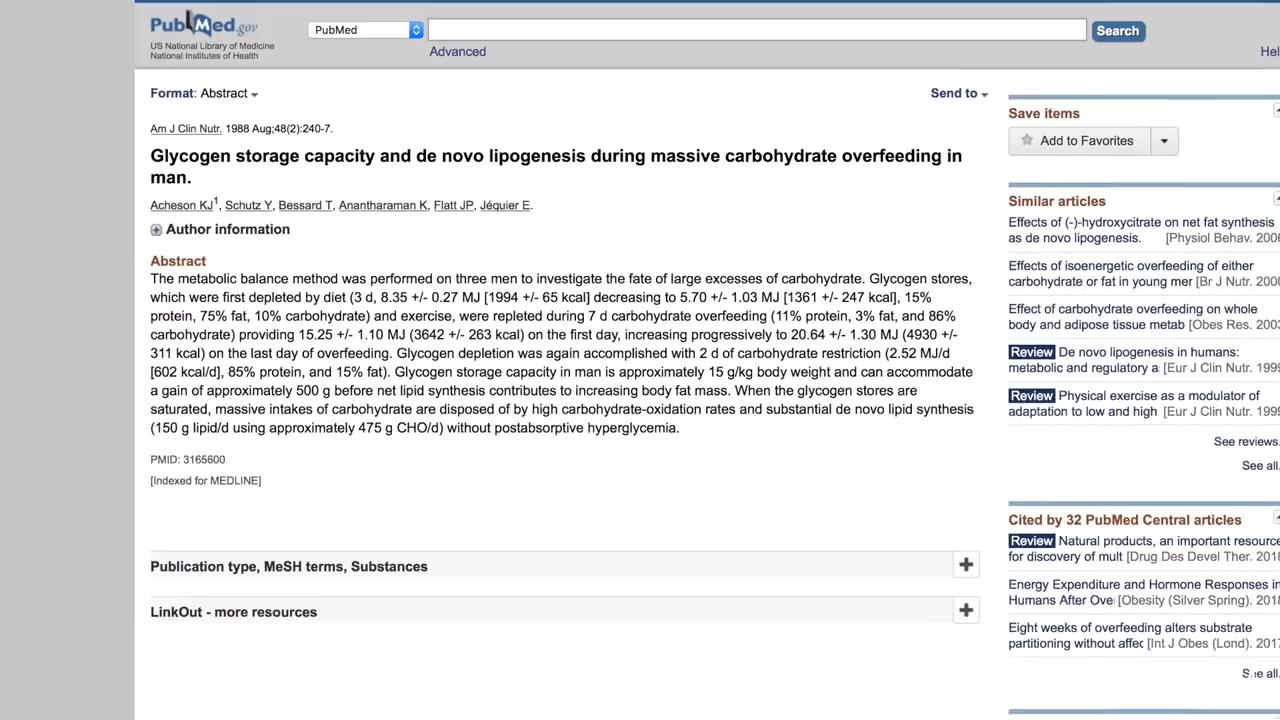 PubMed.gov
US National Library of Medicine
National Institutes of Health
PubMed
Search
Advanced
Format: Abstract
Send to
Am J Clin Nutr. 1988 Aug;48(2):240-7.
Glycogen storage capacity and de novo lipogenesis during massive carbohydrate overfeeding in
man.
Acheson KJ1, Schutz Y, Bessard T, Anantharaman K, Flatt JP, Jéquier E.
Author information
Abstract
The metabolic balance method was performed on three men to investigate the fate of large excesses of carbohydrate. Glycogen stores,
which were first depleted by diet (3 d, 8.35 +/- 0.27 MJ [1994 +/- 65 kcal] decreasing to 5.70 +/- 1.03 MJ [1361 +/- 247 kcal], 15%
protein, 75% fat, 10% carbohydrate) and exercise, were repleted during 7 d carbohydrate overfeeding (11% protein, 3% fat, and 86%
carbohydrate) providing 15.25 +/- 1.10 MJ (3642 +/- 263 kcal) on the first day, increasing progressively to 20.64 +/- 1.30 MJ (4930 +/-
311 kcal) on the last day of overfeeding. Glycogen depletion was again accomplished with 2 d of carbohydrate restriction (2.52 MJ/d
[602 kcal/d], 85% protein, and 15% fat). Glycogen storage capacity in man is approximately 15 g/kg body weight and can accommodate
a gain of approximately 500 g before net lipid synthesis contributes to increasing body fat mass. When the glycogen stores are
saturated, massive intakes of carbohydrate are disposed of by high carbohydrate-oxidation rates and substantial de novo lipid synthesis
(150 g lipid/d using approximately 475 g CHO/d) without postabsorptive hyperglycemia.
PMID: 3165600
[Indexed for MEDLINE]
Publication type, MeSH terms, Substances
LinkOut - more resources
Save items
Add to Favorites
Similar articles
Effects of (-)-hydroxycitrate on net fat synthesis
as de novo lipogenesis. [Physiol Behav. 2006
Effects of isoenergetic overfeeding of either
carbohydrate or fat in young mer [Br J Nutr. 2000
Effect of carbohydrate overfeeding on whole
body and adipose tissue metab [Obes Res. 2003
Review De novo lipogenesis in humans:
metabolic and regulatory a [Eur J Clin Nutr. 1999
Review Physical exercise as a modulator of
adaptation to low and high [Eur J Clin Nutr. 1999
See reviews.
See all.
Cited by 32 PubMed Central articles
Review Natural products, an important resource
for discovery of mult [Drug Des Devel Ther. 2018
Energy Expenditure and Hormone Responses in
Humans After Ove [Obesity (Silver Spring). 2018
Eight weeks of overfeeding alters substrate
partitioning without affec [Int J Obes (Lond). 2017
all.